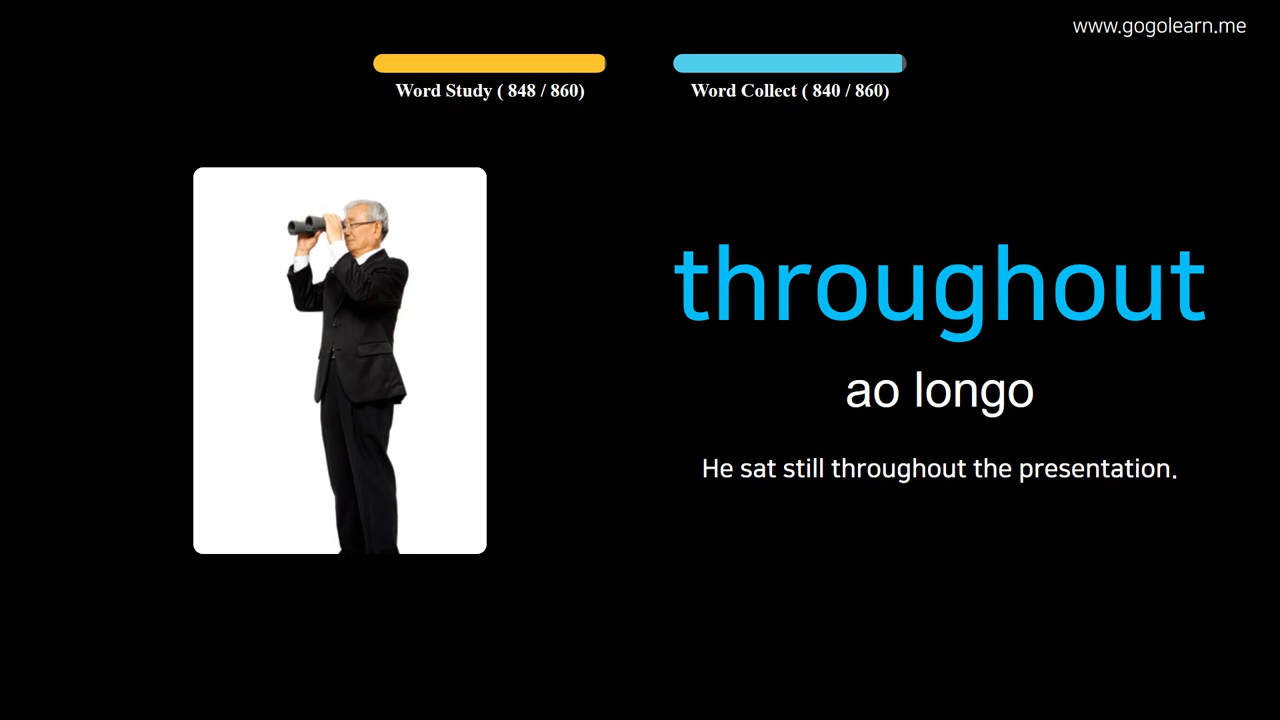 www.gogolearn.me
Word Study ( 848 / 860)
Word Collect ( 840 / 860)
throughout
ao longo
He sat still throughout the presentation.